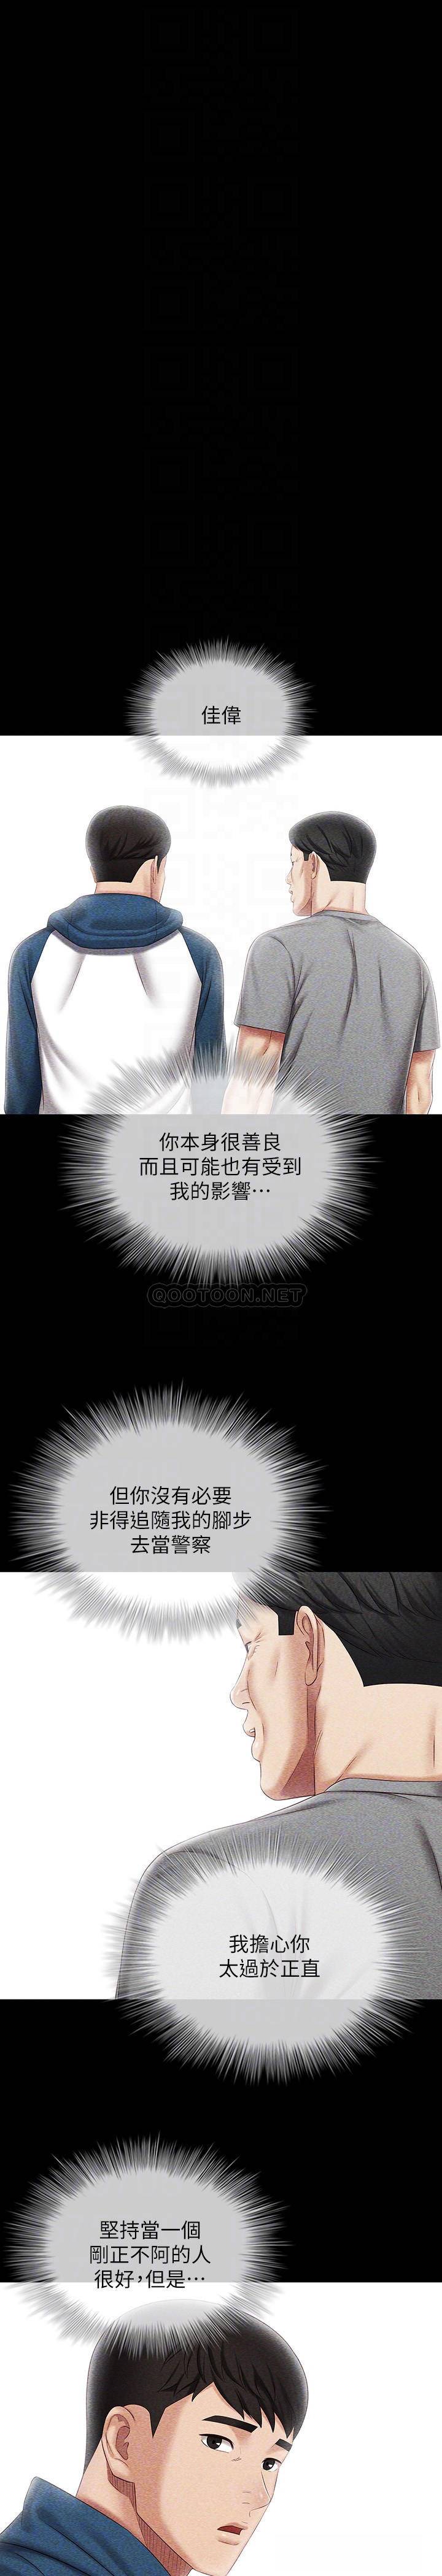 佳偉
你本身很善良
而且可能也有受到
我的影響⋯
QOOTOON.NET
但你沒有必要
非得追隨我的腳步
去當警察
我擔心你
太過於正直
堅持當一個
剛正不阿的人
很好，但是⋯